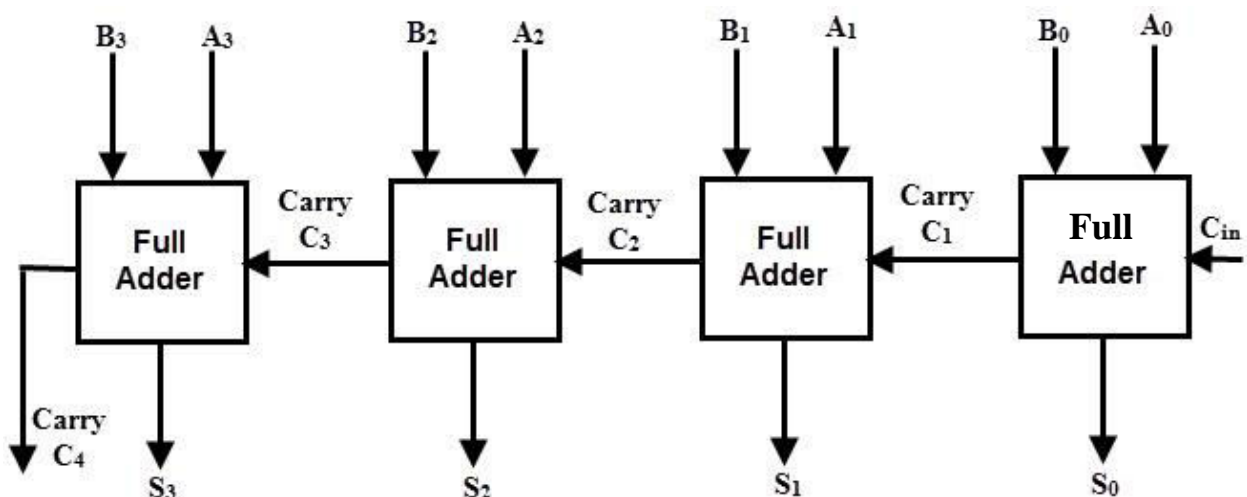 B₃ A₃ B₂ A₂ B₁ A₁ B₀ A₀
Carry
C₃
Carry
C₂
Carry
C₁
Cin
Full
Adder
Full
Adder
Full
Adder
Full
Adder
Carry
C₄
S₃ S₂ S₁ S₀